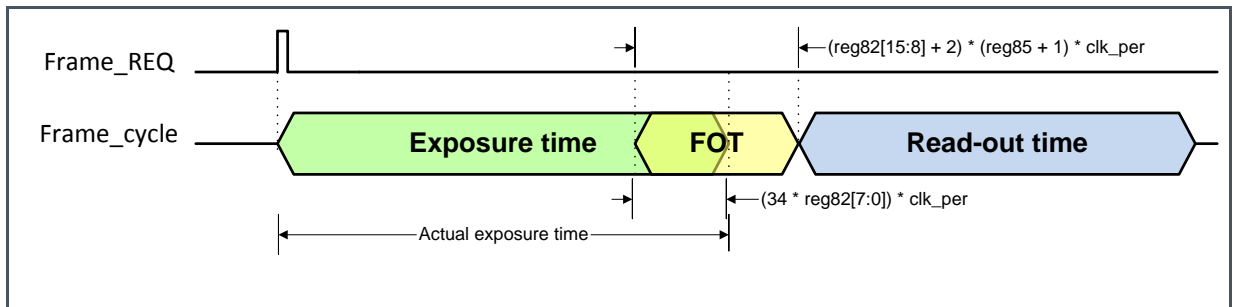 (reg82[15:8] + 2) * (reg85 + 1) * clk_per
Frame_REQ
Frame_cycle
Exposure time
FOT
Read-out time
(34 * reg82[7:0]) * clk_per
Actual exposure time